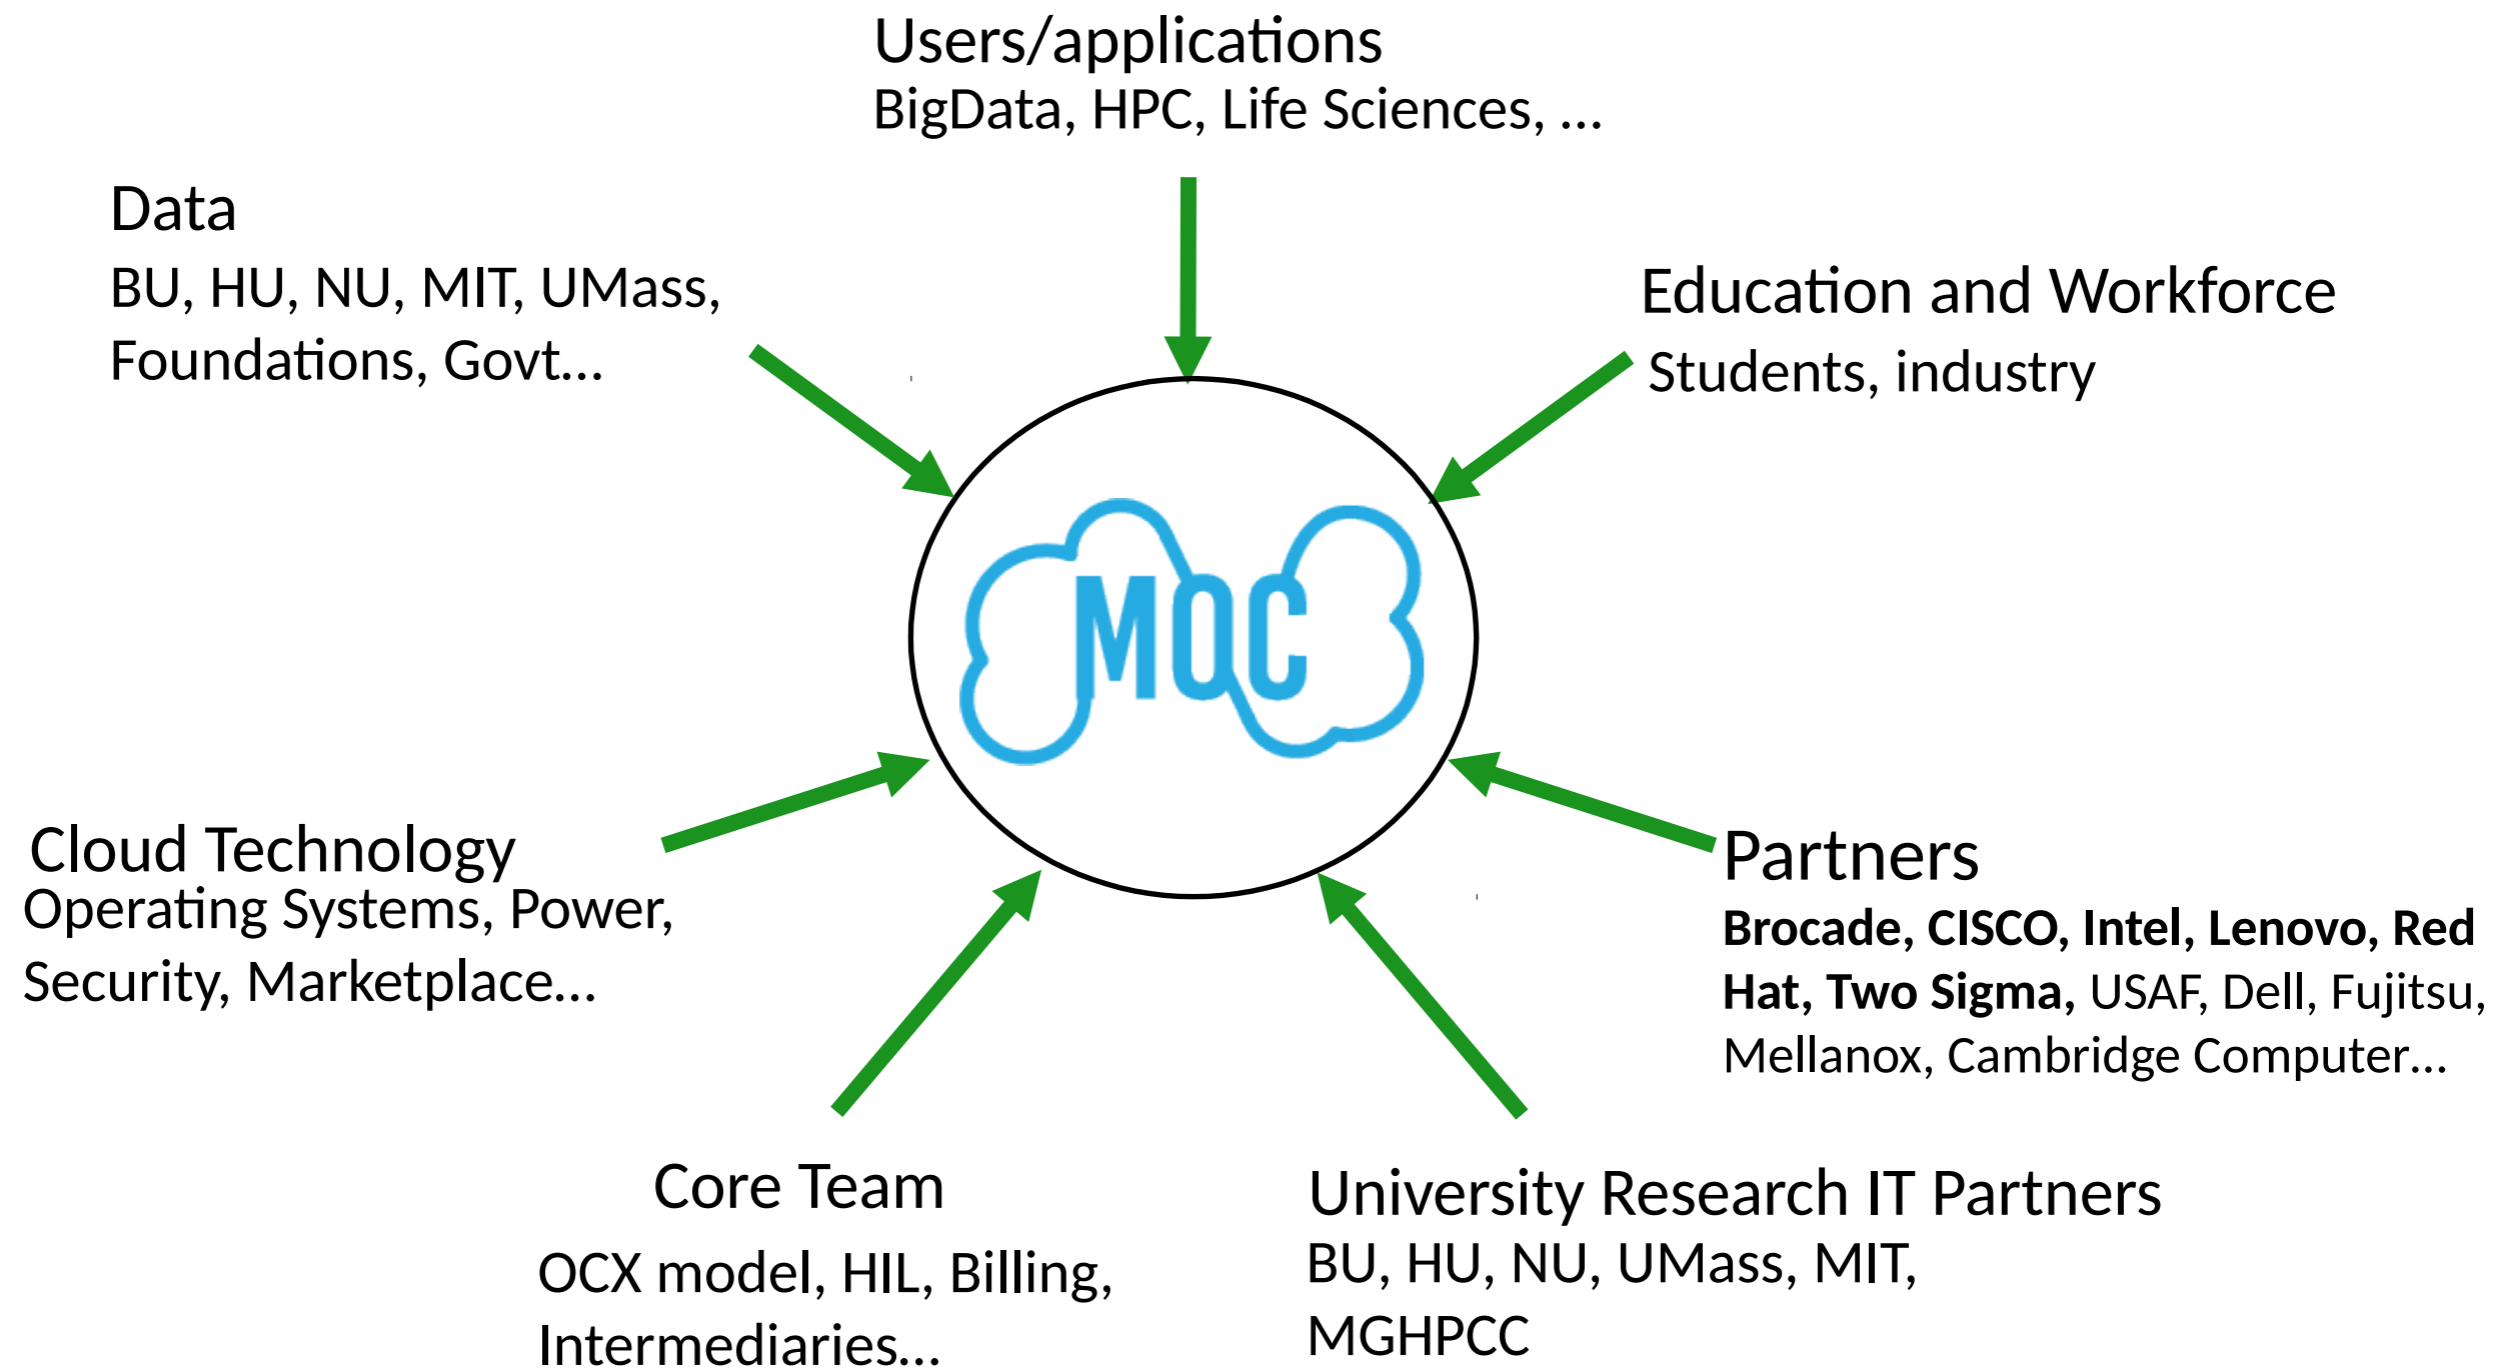 Users/applications
BigData, HPC, Life Sciences, ...
Data
BU, HU, NU, MIT, UMass,
Foundations, Govt...
Education and Workforce
Students, industry
MOC
Cloud Technology
Operating Systems, Power,
Security, Marketplace...
Partners
Brocade, CISCO, Intel, Lenovo, Red
Hat, Two Sigma, USAF, Dell, Fujitsu,
Mellanox, Cambridge Computer...
Core Team
OCX model, HIL, Billing,
Intermediaries...
University Research IT Partners
BU, HU, NU, UMass, MIT,
MGHPCC